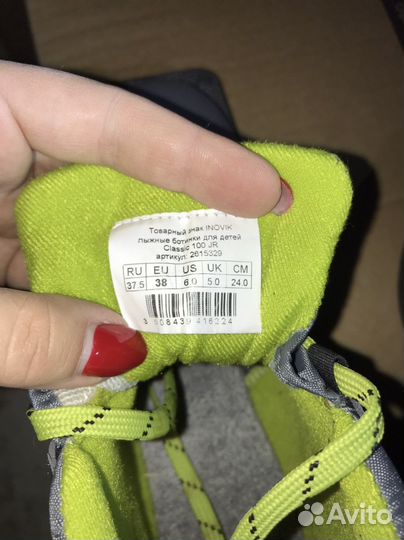 Товарный знак INOVIK
лыжные ботинки для детей
Classic 100 JR
артикул: 2615329
RU EU US UK CM
37.5 38 6.0 5.0 24.0
3 608439 416224
Avito